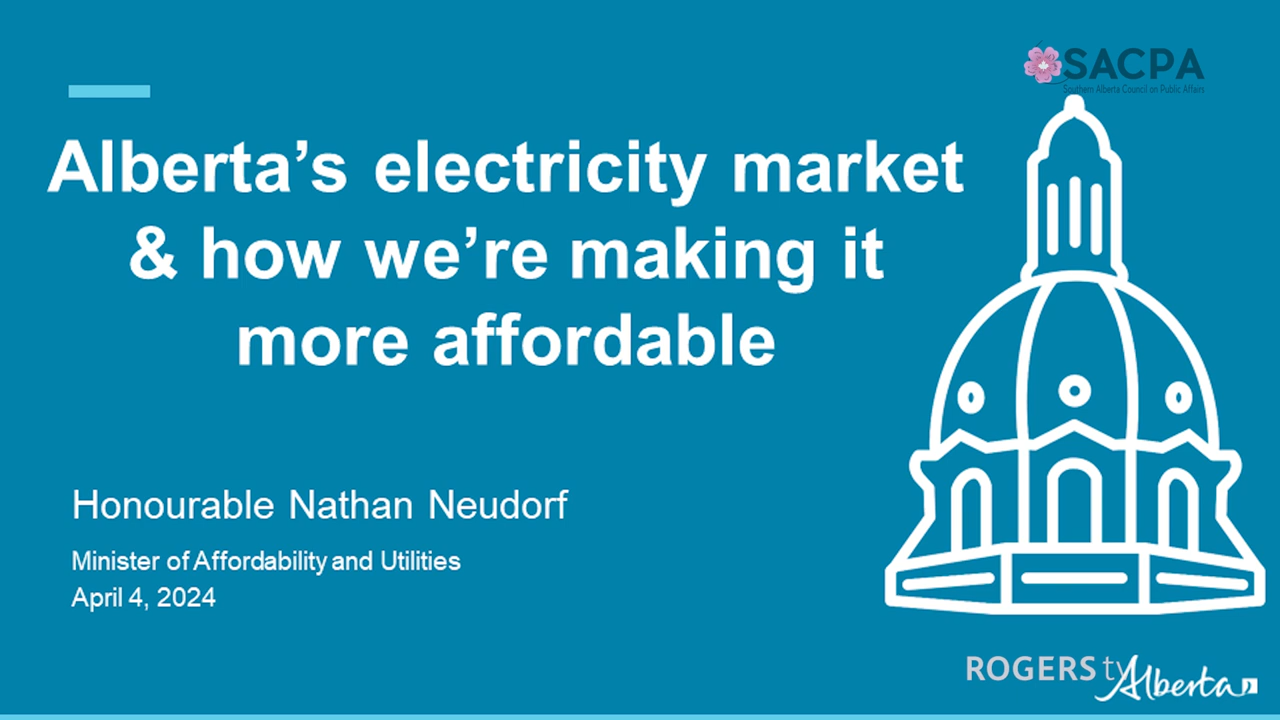 SACPA
Southern Alberta Council on Public Affairs
Alberta’s electricity market
& how we’re making it
more affordable
Honourable Nathan Neudorf
Minister of Affordability and Utilities
April 4, 2024
ROGERS tv
Alberta